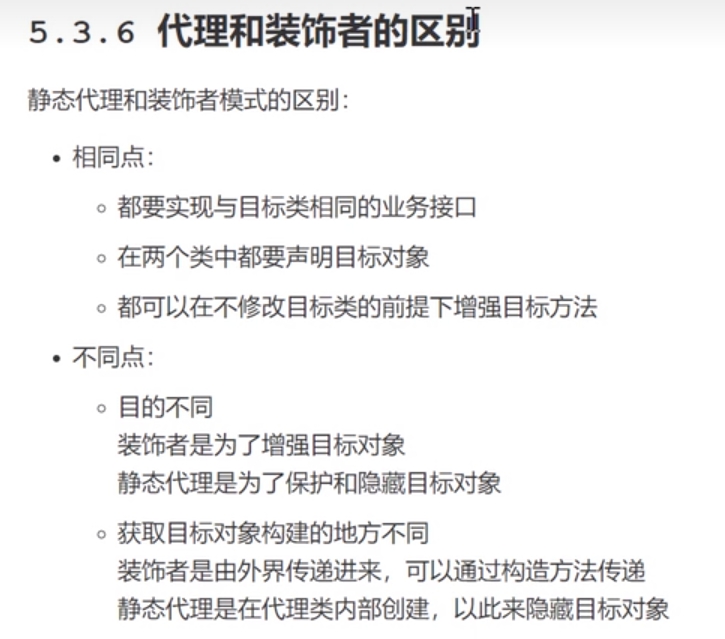 5.3.6 代理和装饰者的区别
静态代理和装饰者模式的区别：
相同点：
都要实现与目标类相同的业务接口
在两个类中都要声明目标对象
都可以在不修改目标类的前提下增强目标方法
不同点：
目的不同
装饰者是为了增强目标对象
静态代理是为了保护和隐藏目标对象
获取目标对象构建的地方不同
装饰者是由外界传递进来，可以通过构造方法传递
静态代理是在代理类内部创建，以此来隐藏目标对象